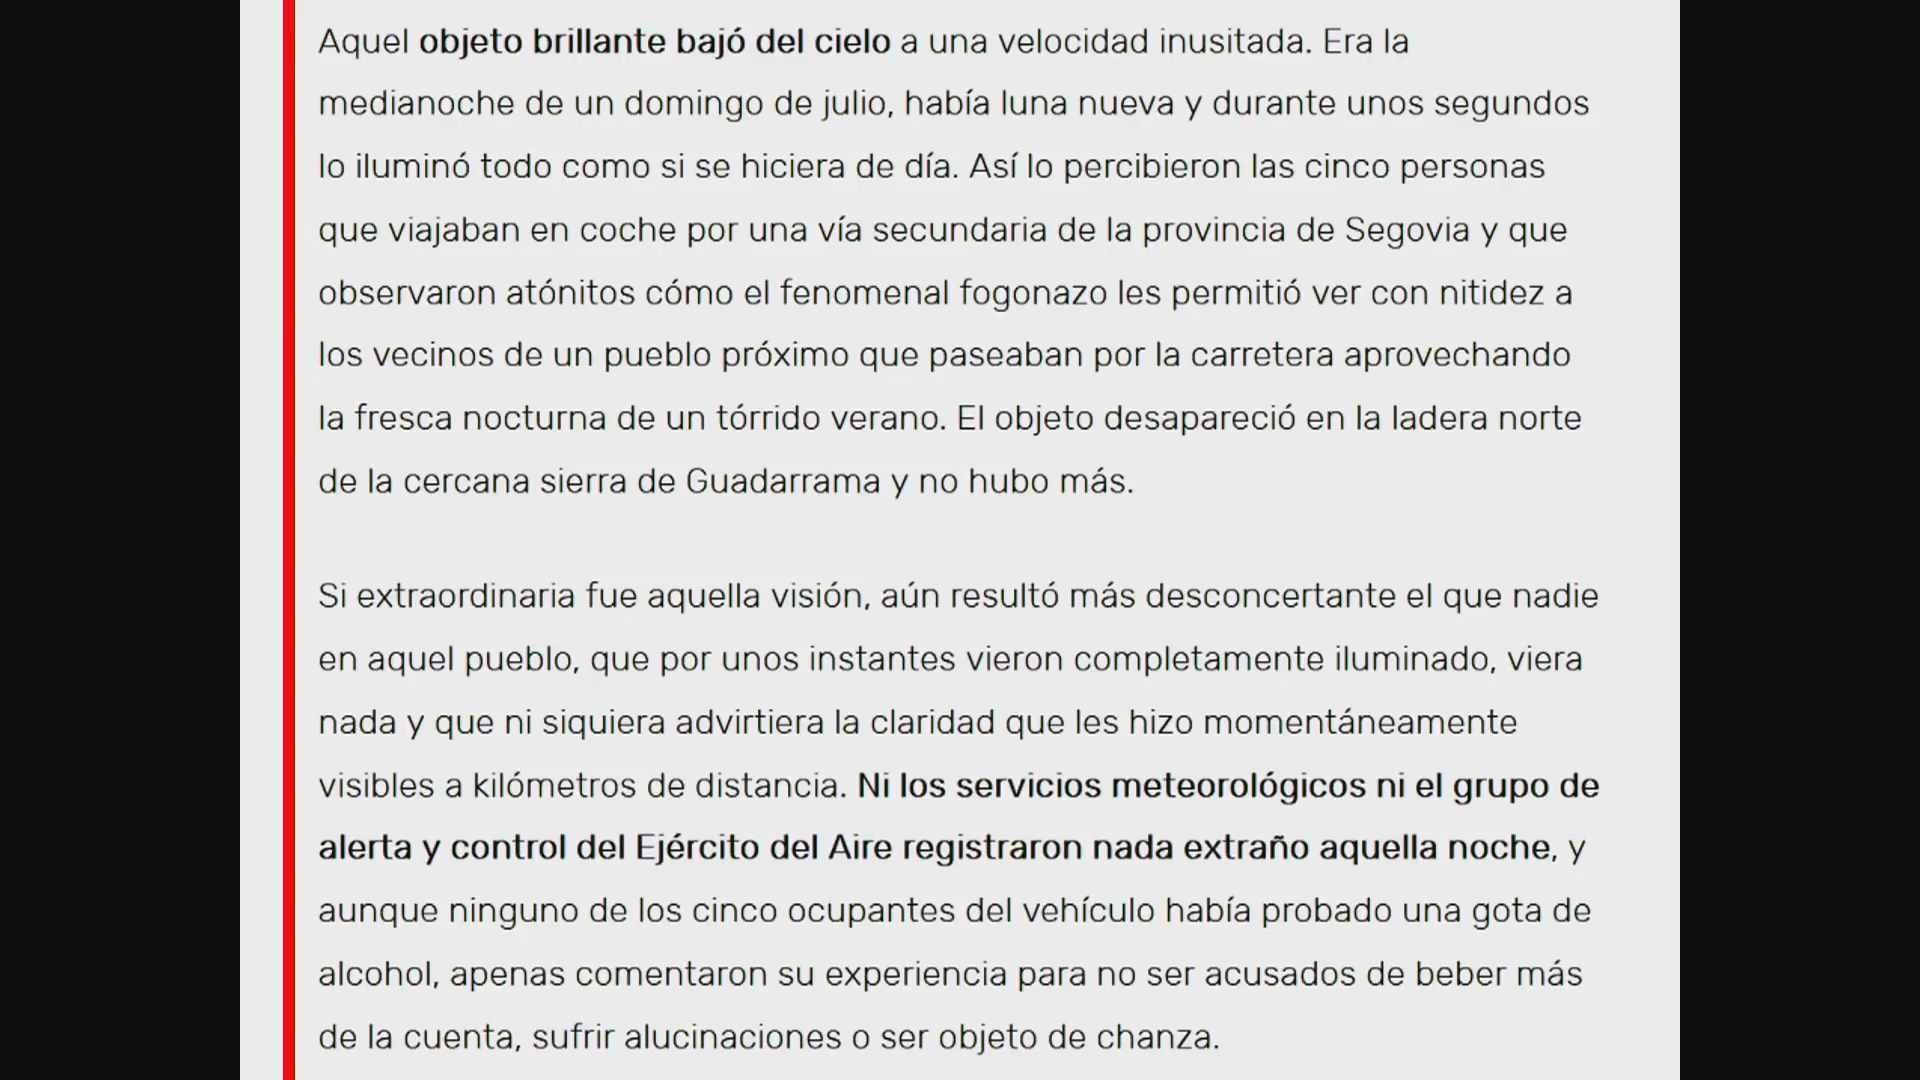 Aquel objeto brillante bajó del cielo a una velocidad inusitada. Era la
medianoche de un domingo de julio, había luna nueva y durante unos segundos
lo iluminó todo como si se hiciera de día. Así lo percibieron las cinco personas
que viajaban en coche por una vía secundaria de la provincia de Segovia y que
observaron atónitos cómo el fenomenal fogonazo les permitió ver con nitidez a
los vecinos de un pueblo próximo que paseaban por la carretera aprovechando
la fresca nocturna de un tórrido verano. El objeto desapareció en la ladera norte
de la cercana sierra de Guadarrama y no hubo más.
Si extraordinaria fue aquella visión, aún resultó más desconcertante el que nadie
en aquel pueblo, que por unos instantes vieron completamente iluminado, viera
nada y que ni siquiera advirtiera la claridad que les hizo momentáneamente
visibles a kilómetros de distancia. Ni los servicios meteorológicos ni el grupo de
alerta y control del Ejército del Aire registraron nada extraño aquella noche, y
aunque ninguno de los cinco ocupantes del vehículo había probado una gota de
alcohol, apenas comentaron su experiencia para no ser acusados de beber más
de la cuenta, sufrir alucinaciones o ser objeto de chanza.